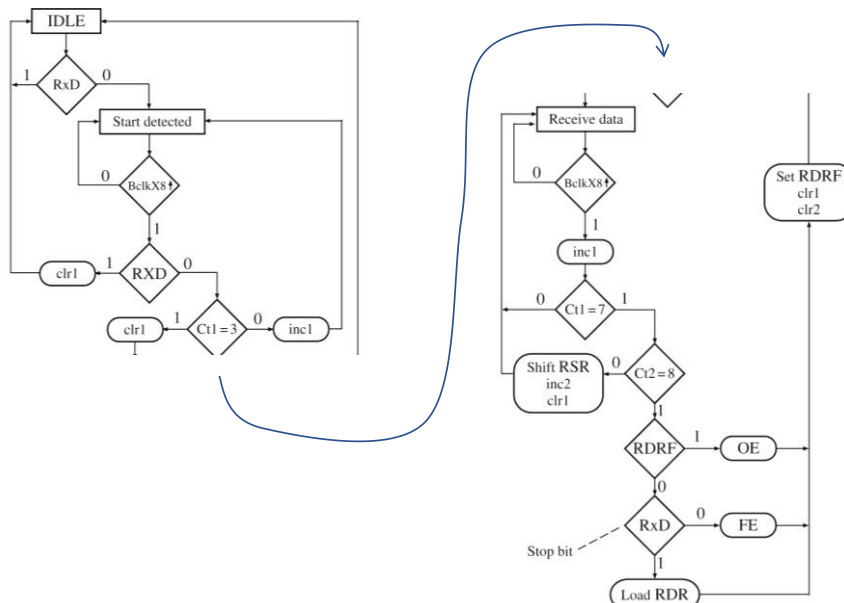 IDLE
RxD
1
0
Start detected
0
BclkX8
1
RXD
1
0
clr1
Ct1 = 3
1
0
clr1
inc1
Receive data
0
BclkX8
1
inc1
0
Ct1 = 7
1
Shift RSR
inc2
clr1
0
Ct2 = 8
1
RDRF
1
OE
0
RxD
0
FE
Stop bit
1
Load RDR
Set RDRF
clr1
clr2